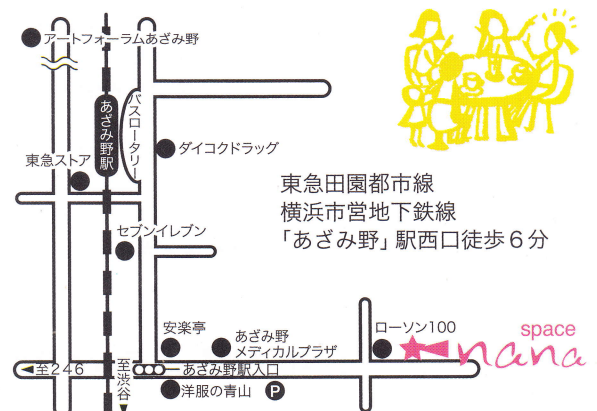 アートフォーラムあざみ野
あざみ野駅
バスロータリー
ダイコクドラッグ
東急ストア
東急田園都市線
横浜市営地下鉄線
「あざみ野」駅西口徒歩6分
セブンイレブン
安楽亭
あざみ野
メディカルプラザ
ローソン100
space
nana
至246
至渋谷
あざみ野駅入口
洋服の青山
P